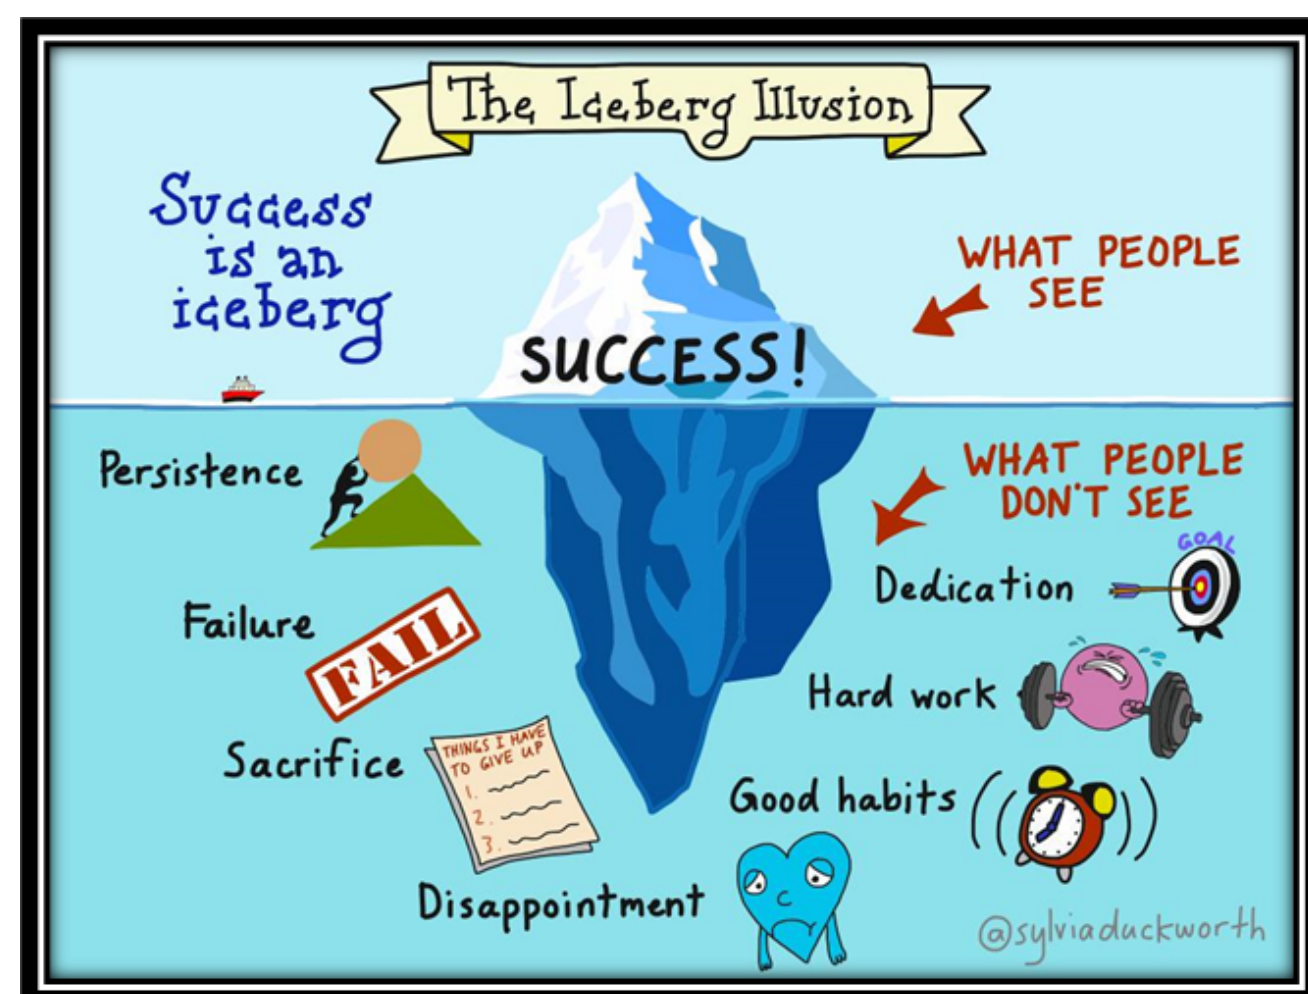 The Iceberg Illusion
Success
is an
iceberg
WHAT PEOPLE
SEE
SUCCESS!
Persistence
WHAT PEOPLE
DON'T SEE
GOAL
Dedication
Failure
FAIL
Hard work
Sacrifice
THINGS I HAVE
TO GIVE UP
1.
2.
3.
Good habits
Disappointment
@sylviaduckworth